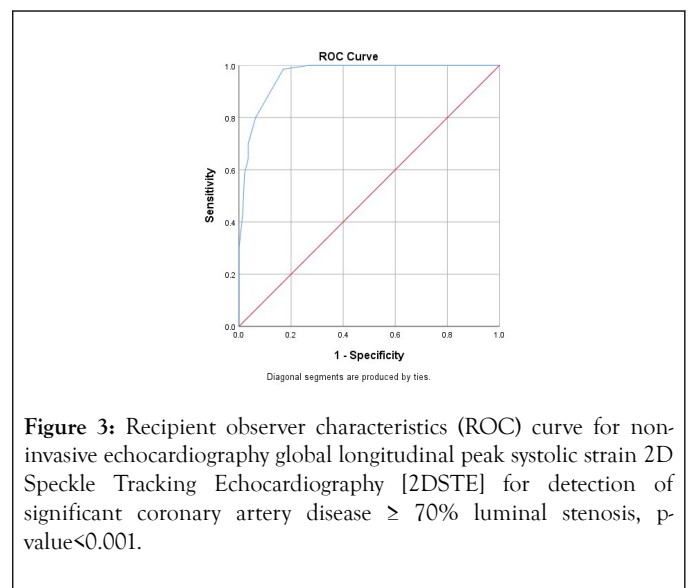 ROC Curve
1.0
0.8
0.6
0.4
0.2
0.0
Sensitivity
0.0 0.2 0.4 0.6 0.8 1.0
1 - Specificity
Diagonal segments are produced by ties.
Figure 3: Recipient observer characteristics (ROC) curve for non-
invasive echocardiography global longitudinal peak systolic strain 2D
Speckle Tracking Echocardiography [2DSTE] for detection of
significant coronary artery disease ≥ 70% luminal stenosis, p-
value<0.001.